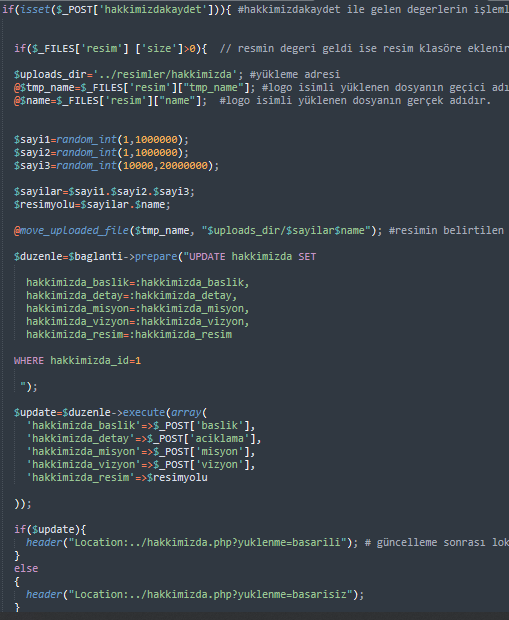 if(isset($_POST['hakkimizdakaydet'])){ #hakkimizdakaydet ile gelen degerlerin işleml
if($_FILES['resim'] ['size']>0){  // resmin degeri geldi ise resim klasöre eklenir
$uploads_dir='../resimler/hakkimizda'; #yükleme adresi
@$tmp_name=$_FILES['resim']["tmp_name"]; #logo isimli yüklenen dosyanın geçici adı
@$name=$_FILES['resim']["name"];  #logo isimli yüklenen dosyanın gerçek adıdır.
$sayi1=random_int(1,1000000);
$sayi2=random_int(1,1000000);
$sayi3=random_int(10000,20000000);
$sayilar=$sayi1.$sayi2.$sayi3;
$resimyolu=$sayilar.$name;
@move_uploaded_file($tmp_name, "$uploads_dir/$sayilar$name"); #resimin belirtilen
$duzenle=$baglanti->prepare("UPDATE hakkimizda SET
hakkimizda_baslik=:hakkimizda_baslik,
hakkimizda_detay=:hakkimizda_detay,
hakkimizda_misyon=:hakkimizda_misyon,
hakkimizda_vizyon=:hakkimizda_vizyon,
hakkimizda_resim=:hakkimizda_resim
WHERE hakkimizda_id=1
");
$update=$duzenle->execute(array(
'hakkimizda_baslik'=>$_POST['baslik'],
'hakkimizda_detay'=>$_POST['aciklama'],
'hakkimizda_misyon'=>$_POST['misyon'],
'hakkimizda_vizyon'=>$_POST['vizyon'],
'hakkimizda_resim'=>$resimyolu
));
if($update){
header("Location:../hakkimizda.php?yuklenme=basarili"); # güncelleme sonrası lok
}
else
{
header("Location:../hakkimizda.php?yuklenme=basarisiz");
}